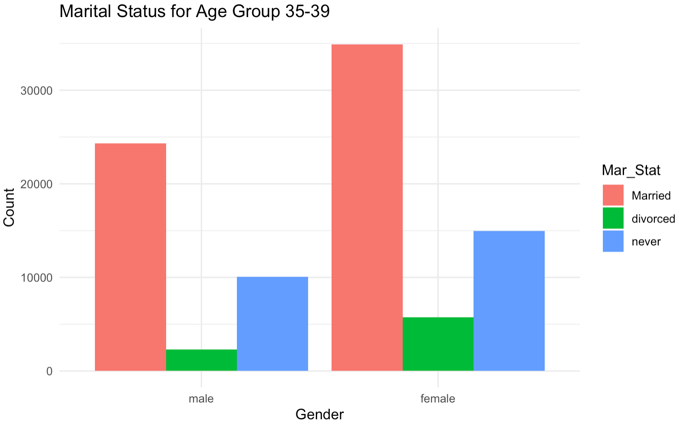 Marital Status for Age Group 35-39
Count
30000
20000
10000
0
male
female
Gender
Mar_Stat
Married
divorced
never